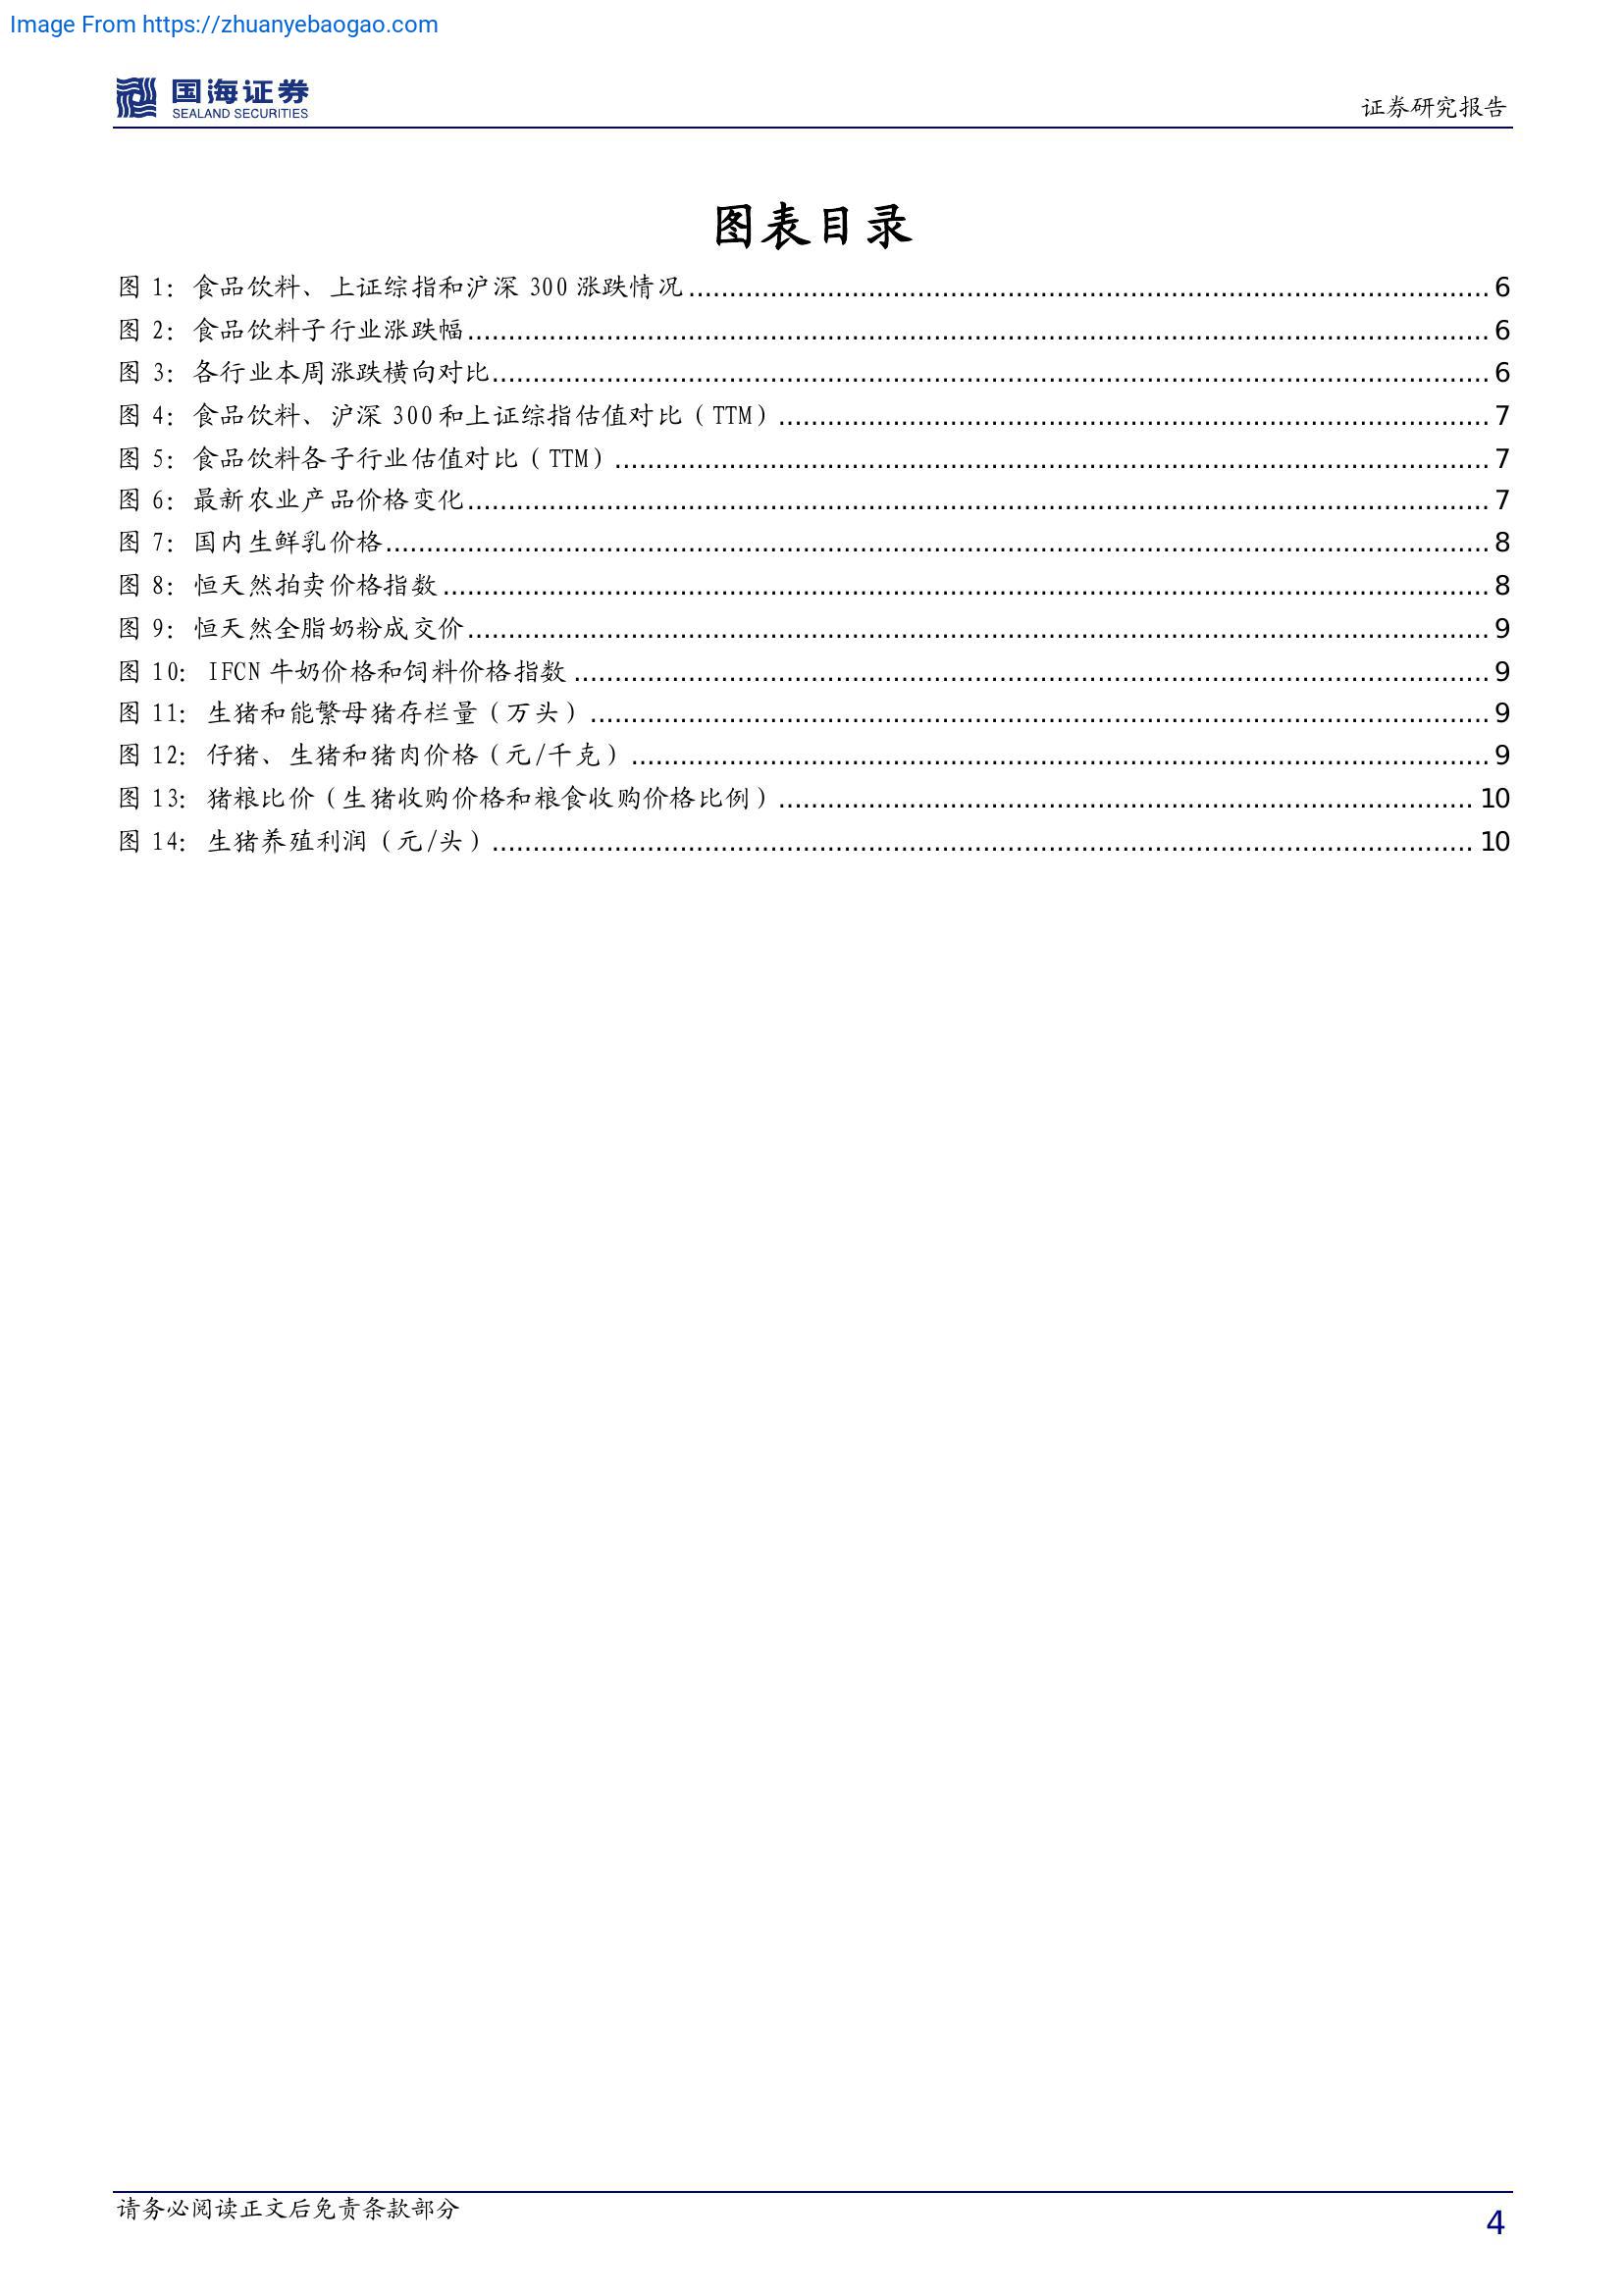 Image From https://zhuanyebaogao.com
国海证券
SEALAND SECURITIES
证券研究报告
图表目录
图 1：食品饮料、上证综指和沪深 300 涨跌情况 6
图 2：食品饮料子行业涨跌幅 6
图 3：各行业本周涨跌横向对比 6
图 4：食品饮料、沪深 300 和上证综指估值对比（TTM） 7
图 5：食品饮料各子行业估值对比（TTM） 7
图 6：最新农业产品价格变化 7
图 7：国内生鲜乳价格 8
图 8：恒天然拍卖价格指数 8
图 9：恒天然全脂奶粉成交价 9
图 10：IFCN 牛奶价格和饲料价格指数 9
图 11：生猪和能繁母猪存栏量（万头） 9
图 12：仔猪、生猪和猪肉价格（元/千克） 9
图 13：猪粮比价（生猪收购价格和粮食收购价格比例） 10
图 14：生猪养殖利润（元/头） 10
请务必阅读正文后免责条款部分
4